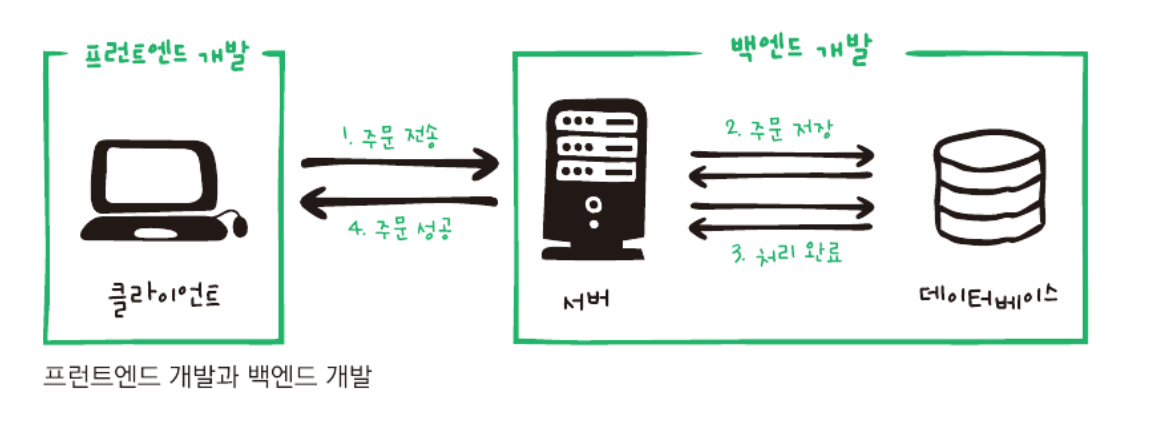 프런트엔드 개발
백엔드 개발
1. 주문 전송
4. 주문 성공
2. 주문 저장
3. 처리 완료
클라이언트
서버
데이터베이스
프런트엔드 개발과 백엔드 개발